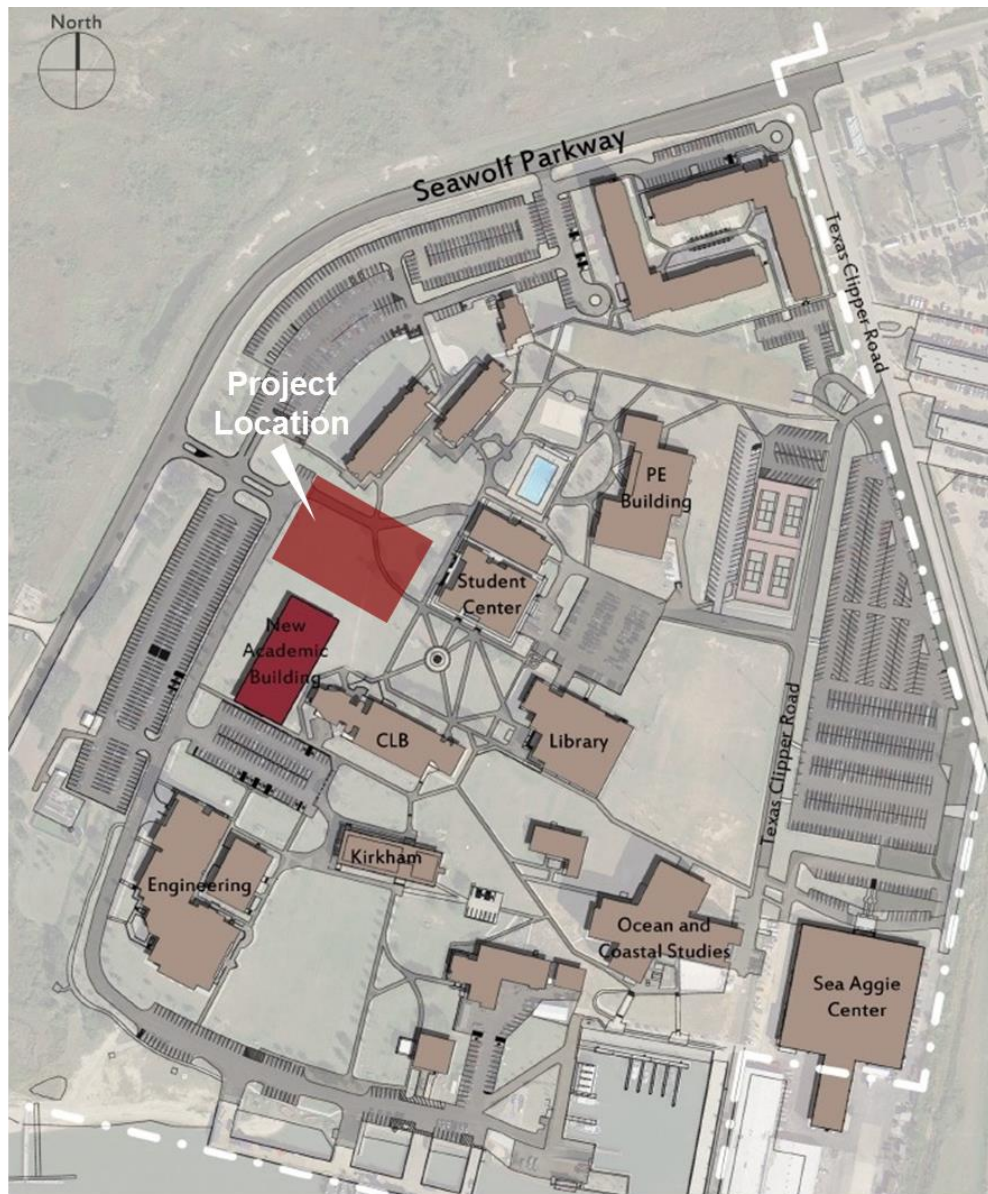 North
Seawolf Parkway
Texas Clipper Road
Project
Location
PE
Building
Student
Center
New
Academic
Building
CLB
Library
Texas Clipper Road
Kirkham
Engineering
Ocean and
Coastal Studies
Sea Aggie
Center